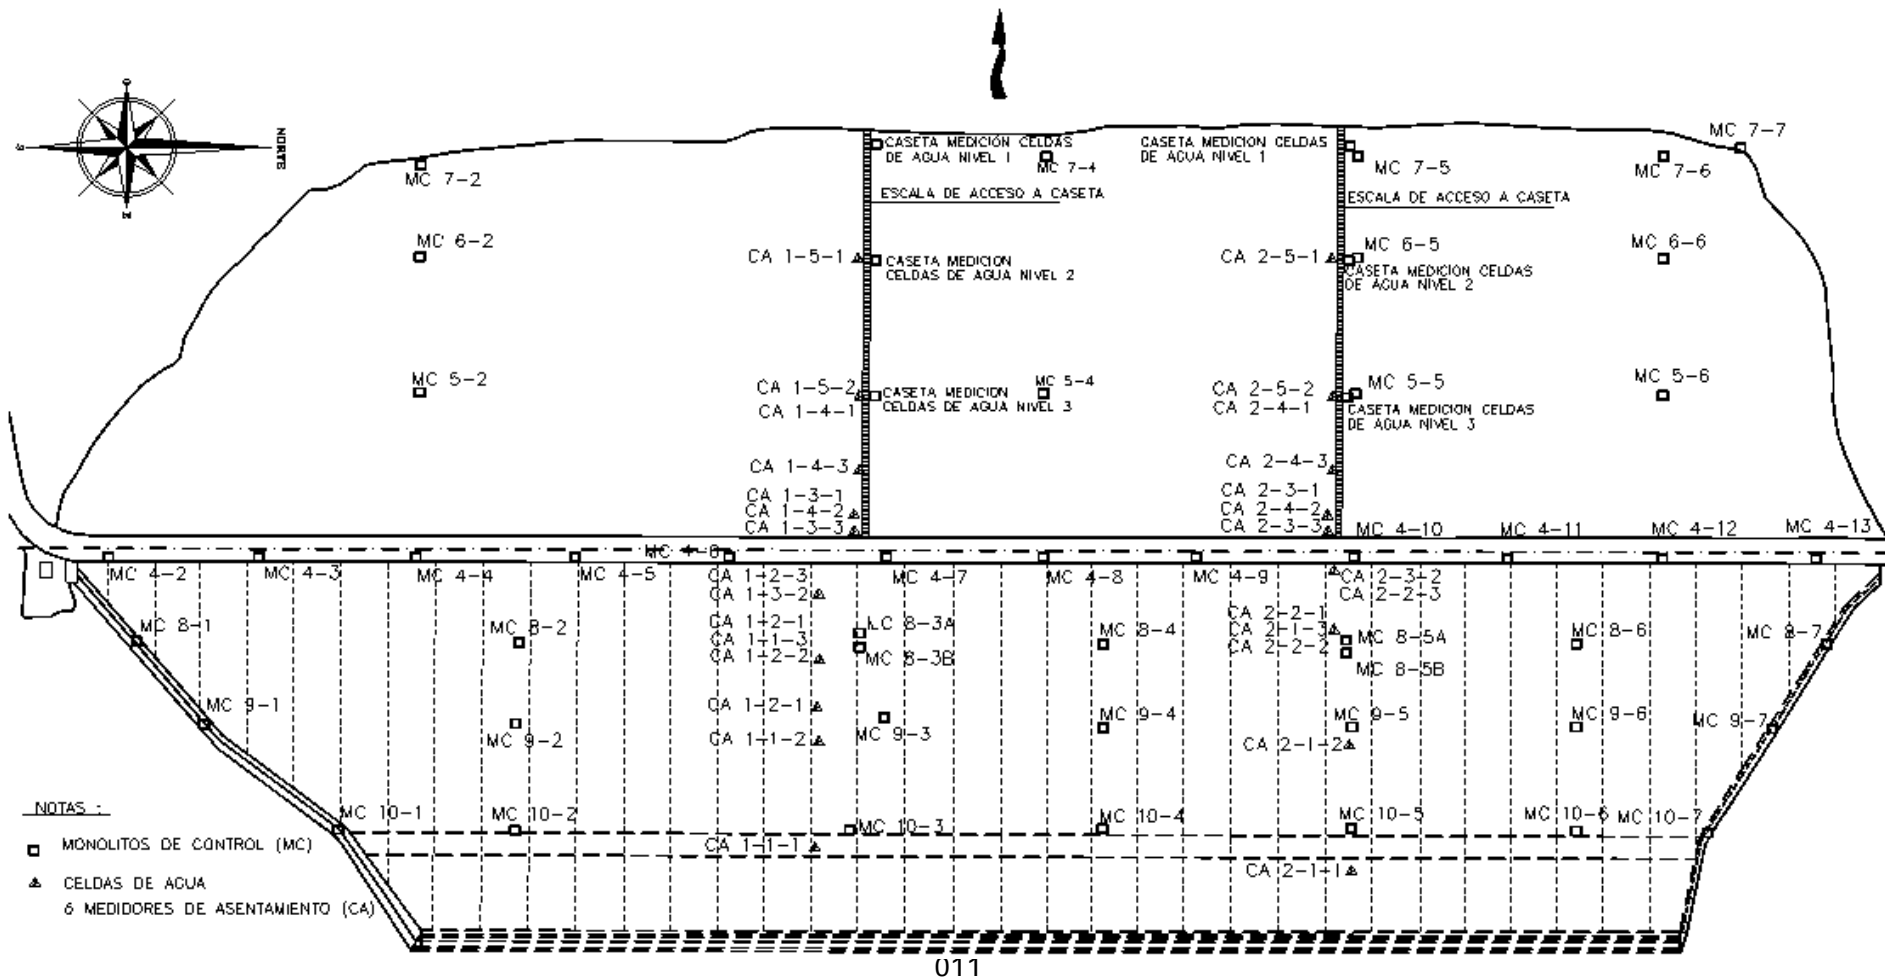 NORTE
MC 7-7
CASETA MEDICIÓN CELDAS
DE AGUA NIVEL 1
MC 7-4
CASETA MEDICION CELDAS
DE AGUA NIVEL 1
MC 7-2
MC 7-5
MC 7-6
ESCALA DE ACCESO A CASETA
ESCALA DE ACCESO A CASETA
MC 6-2
CA 1-5-1
CASETA MEDICION
CELDAS DE AGUA NIVEL 2
CA 2-5-1
MC 6-5
CASETA MEDICION CELDAS
DE AGUA NIVEL 2
MC 6-6
MC 5-2
CA 1-5-2
CA 1-4-1
CASETA MEDICION
CELDAS DE AGUA NIVEL 3
MC 5-4
CA 2-5-2
CA 2-4-1
MC 5-5
CASETA MEDICION CELDAS
DE AGUA NIVEL 3
MC 5-6
CA 1-4-3
CA 2-4-3
CA 1-3-1
CA 1-4-2
CA 1-3-3
CA 2-3-1
CA 2-4-2
CA 2-3-3
MC 4-10
MC 4-11
MC 4-12
MC 4-13
MC 4-2
MC 4-3
MC 4-4
MC 4-5
MC 4-6
CA 1-2-3
MC 4-7
MC 4-8
MC 4-9
CA 2-3-2
CA 1-3-2
CA 2-2-3
MC 8-1
MC 8-2
CA 1-2-1
CA 1-1-3
CA 1-2-2
MC 8-3A
MC 8-3B
MC 8-4
CA 2-2-1
CA 2-1-3
CA 2-2-2
MC 8-5A
MC 8-5B
MC 8-6
MC 8-7
MC 9-1
MC 9-2
CA 1-2-1
CA 1-1-2
MC 9-3
MC 9-4
MC 9-5
CA 2-1-2
MC 9-6
MC 9-7
MC 10-1
MC 10-2
MC 10-3
MC 10-4
MC 10-5
MC 10-6
MC 10-7
CA 1-1-1
CA 2-1-1
NOTAS :
MONOLITOS DE CONTROL (MC)
CELDAS DE AGUA
ó MEDIDORES DE ASENTAMIENTO (CA)
011